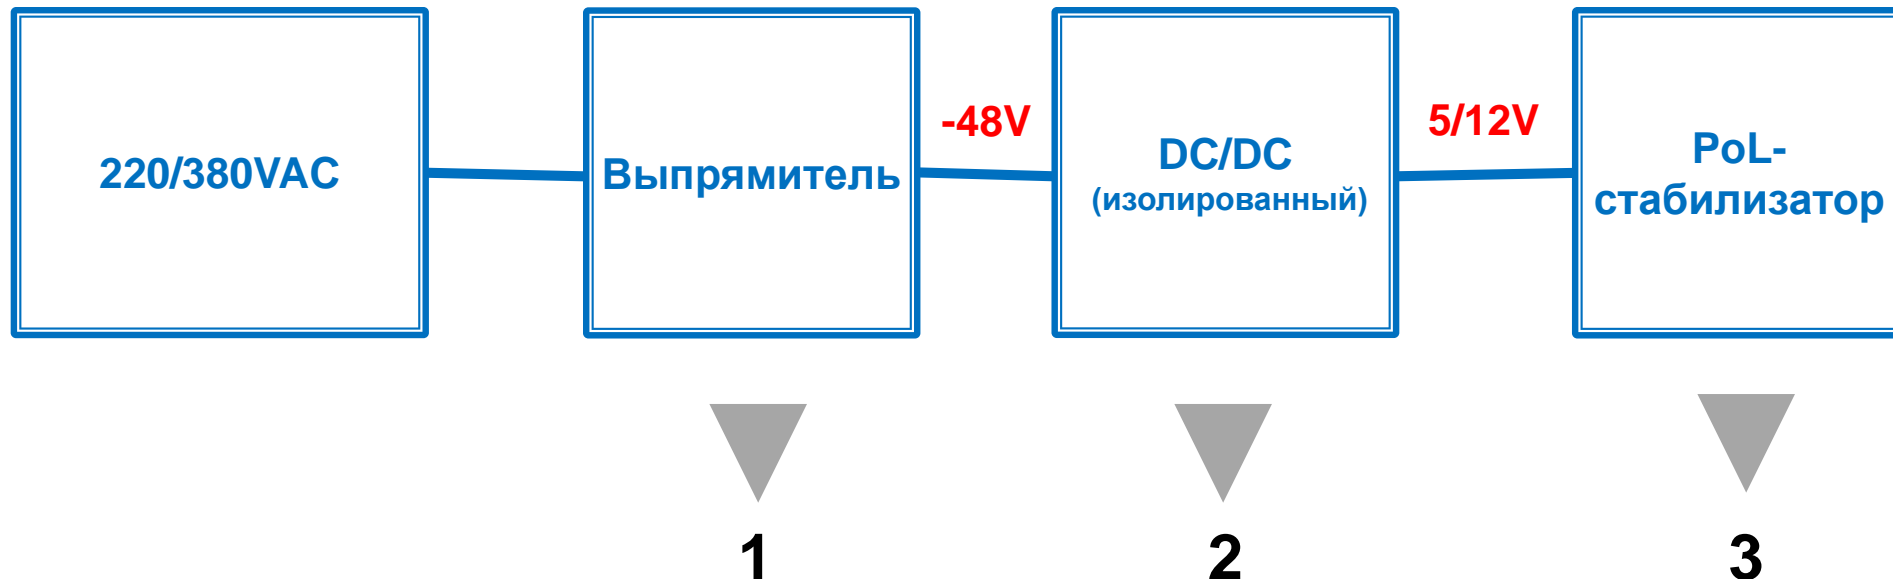 220/380VAC
Выпрямитель
-48V
DC/DC
(изолированный)
5/12V
PoL-
стабилизатор
1
2
3